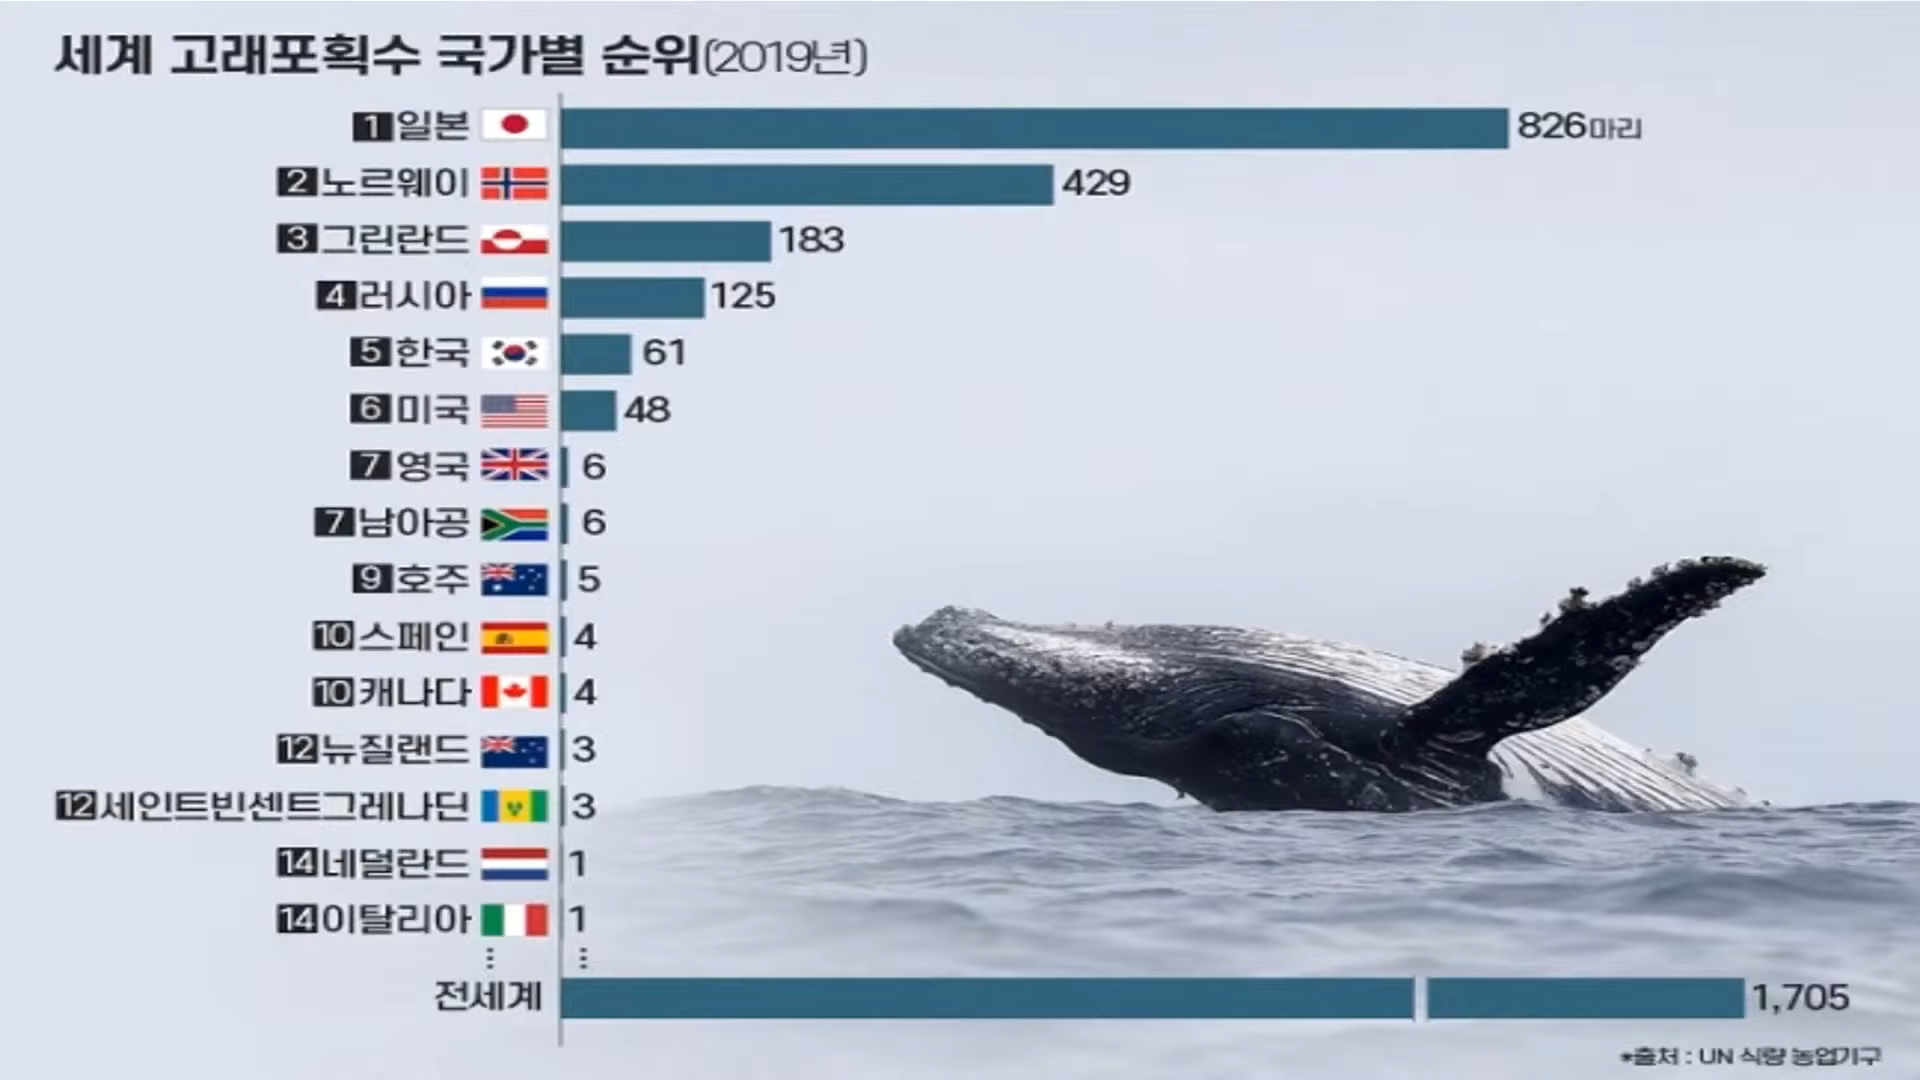 세계 고래포획수 국가별 순위(2019년)
1 일본 826마리
2 노르웨이 429
3 그린란드 183
4 러시아 125
5 한국 61
6 미국 48
7 영국 6
7 남아공 6
9 호주 5
10 스페인 4
10 캐나다 4
12 뉴질랜드 3
12 세인트빈센트그레나딘 3
14 네덜란드 1
14 이탈리아 1
⋮ ⋮
전세계 1,705
*출처 : UN 식량 농업기구